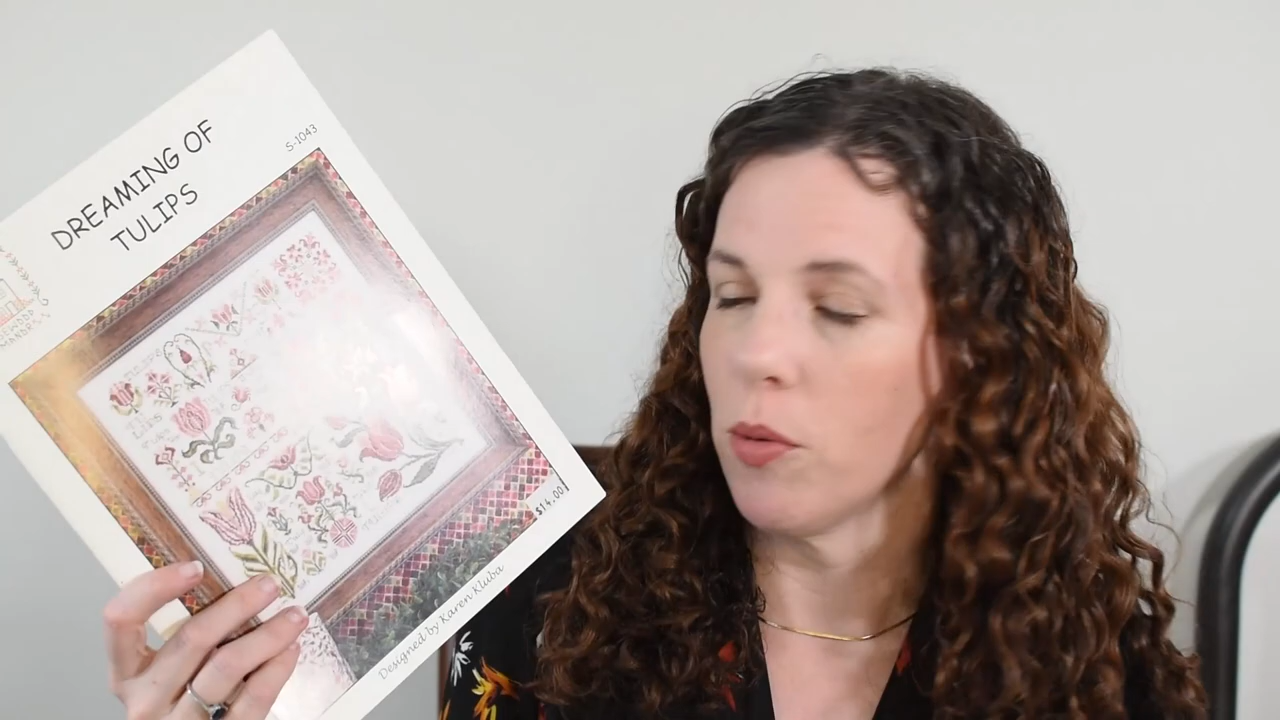 DREAMING OF
TULIPS
S-1043
$14.00
Designed by Karen Kluba